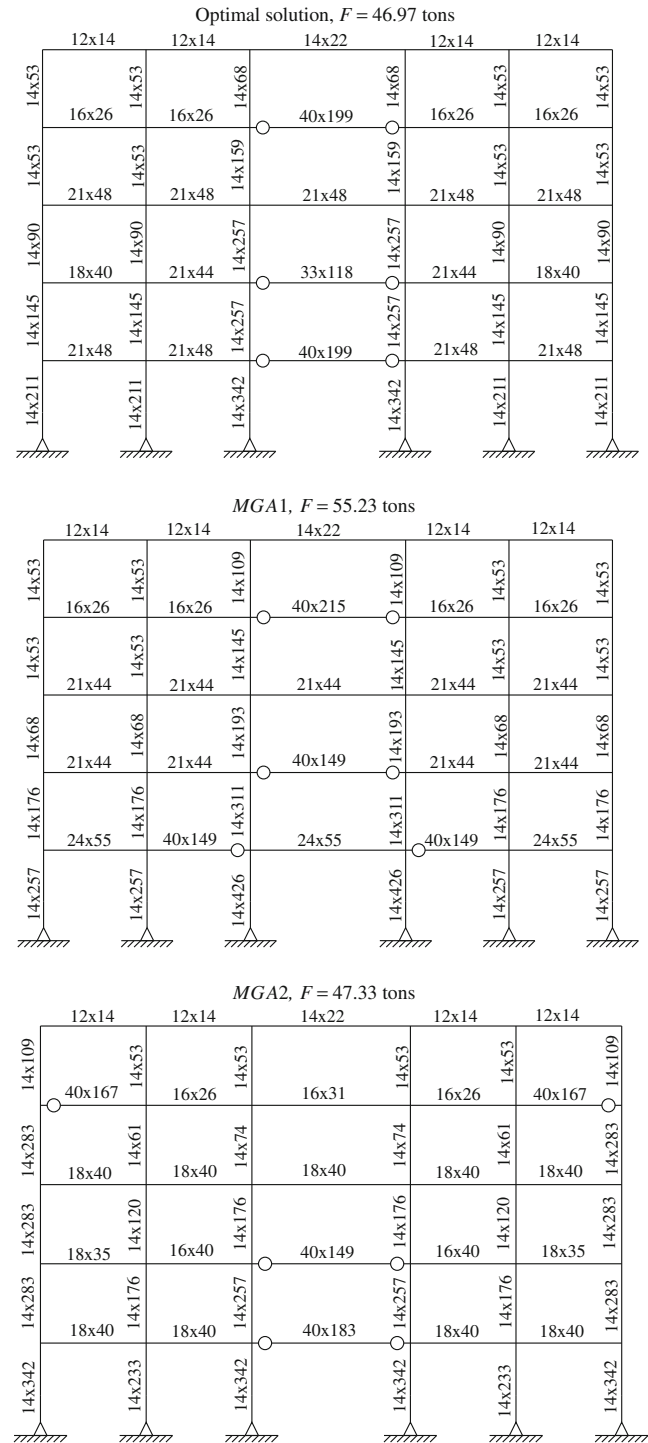 Optimal solution, F = 46.97 tons
12x14 12x14 14x22 12x14 12x14
14x53 14x53 14x68 14x68 14x53 14x53
16x26 16x26 40x199 16x26 16x26
14x53 14x53 14x159 14x159 14x53 14x53
21x48 21x48 21x48 21x48 21x48
14x90 14x90 14x257 14x257 14x90 14x90
18x40 21x44 33x118 21x44 18x40
14x145 14x145 14x257 14x257 14x145 14x145
21x48 21x48 40x199 21x48 21x48
14x211 14x211 14x342 14x342 14x211 14x211
MGA1, F = 55.23 tons
12x14 12x14 14x22 12x14 12x14
14x53 14x53 14x109 14x109 14x53 14x53
16x26 16x26 40x215 16x26 16x26
14x53 14x53 14x145 14x145 14x53 14x53
21x44 21x44 21x44 21x44 21x44
14x68 14x68 14x193 14x193 14x68 14x68
21x44 21x44 40x149 21x44 21x44
14x176 14x176 14x311 14x311 14x176 14x176
24x55 40x149 24x55 40x149 24x55
14x257 14x257 14x426 14x426 14x257 14x257
MGA2, F = 47.33 tons
12x14 12x14 14x22 12x14 12x14
14x109 14x53 14x53 14x53 14x53 14x109
40x167 16x26 16x31 16x26 40x167
14x283 14x61 14x74 14x74 14x61 14x283
18x40 18x40 18x40 18x40 18x40
14x283 14x120 14x176 14x176 14x120 14x283
18x35 16x40 40x149 16x40 18x35
14x283 14x176 14x257 14x257 14x176 14x283
18x40 18x40 40x183 18x40 18x40
14x342 14x233 14x342 14x342 14x233 14x342